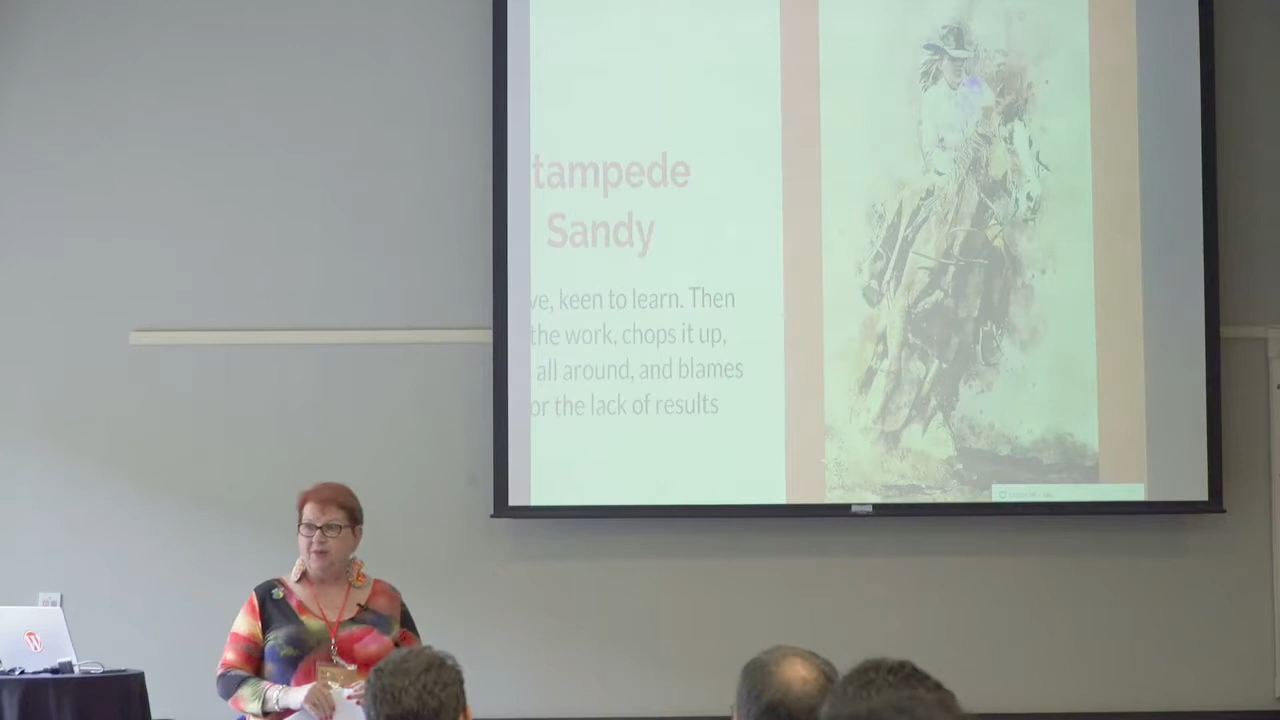 tampede
Sandy
ve, keen to learn. Then
the work, chops it up,
all around, and blames
or the lack of results